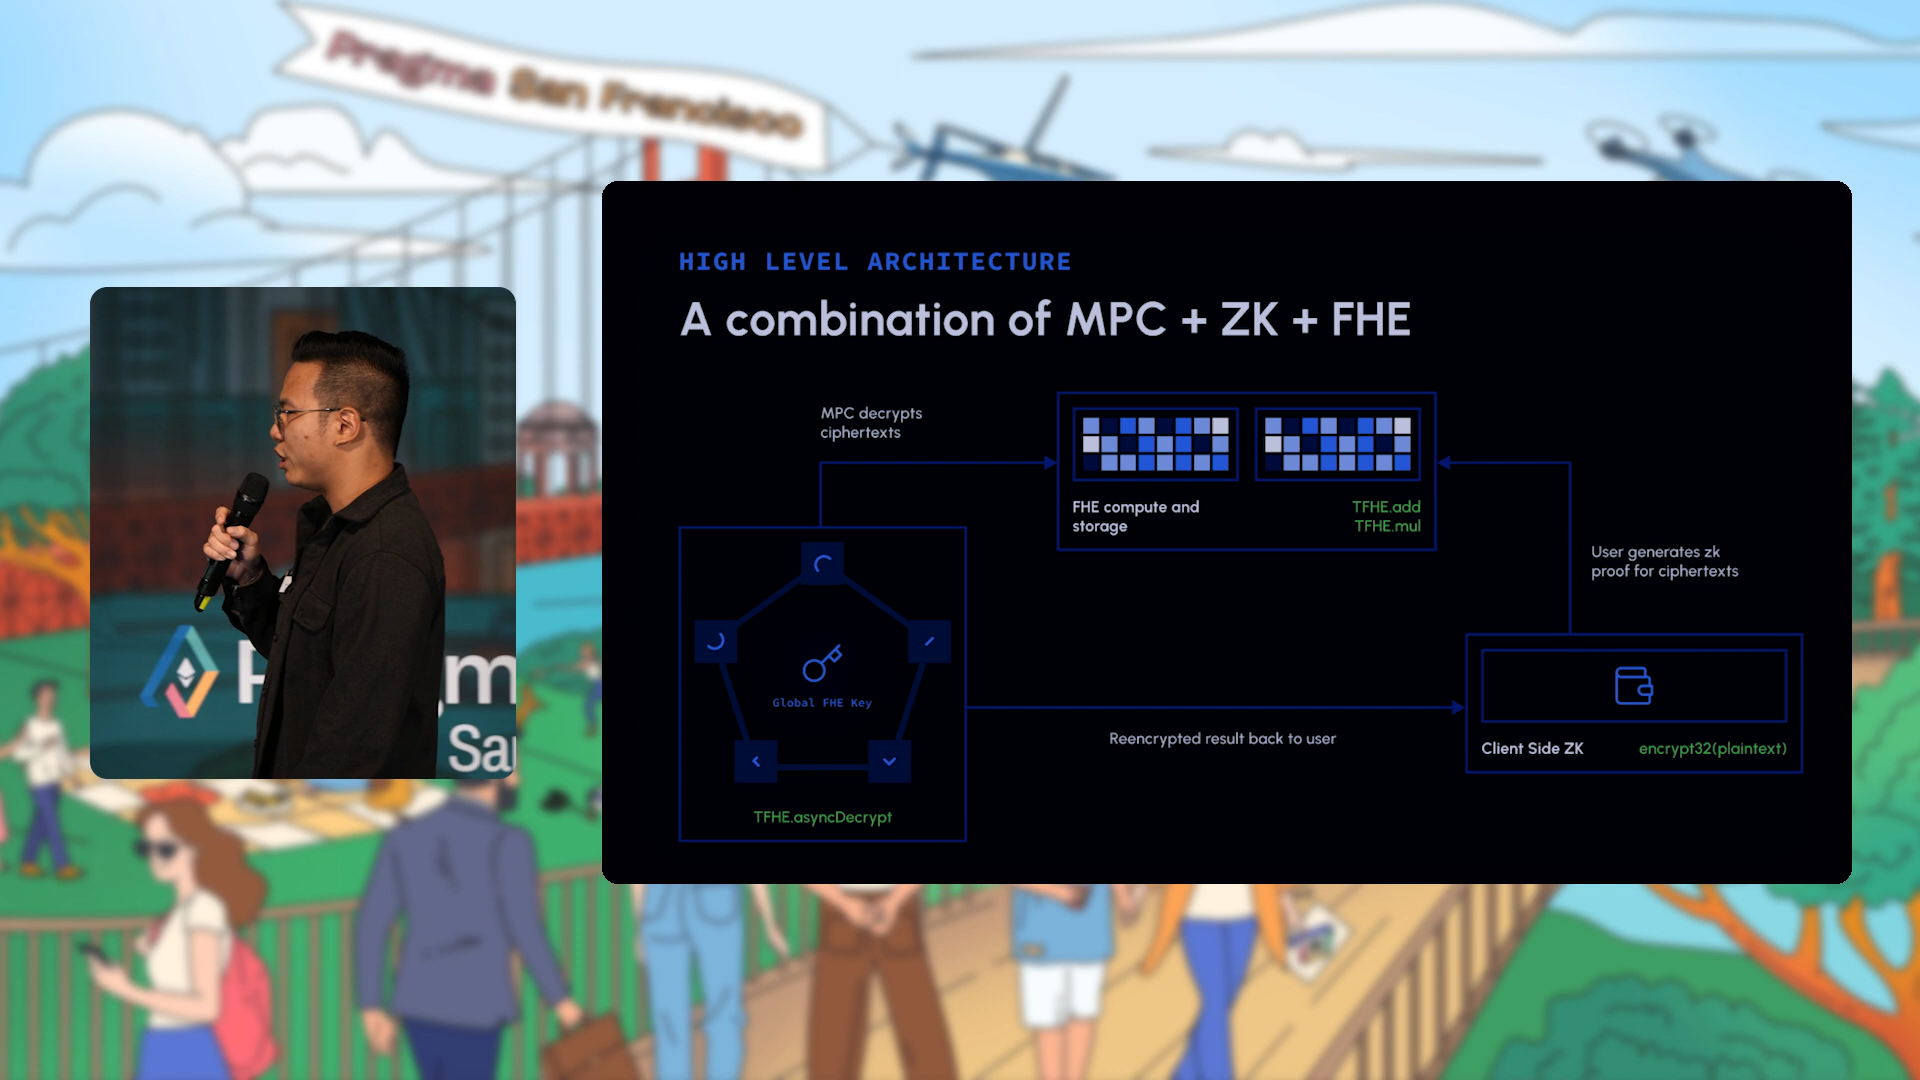 Pragma San Francisco
HIGH LEVEL ARCHITECTURE
A combination of MPC + ZK + FHE
MPC decrypts
ciphertexts
FHE compute and
storage
TFHE.add
TFHE.mul
User generates zk
proof for ciphertexts
Global FHE Key
TFHE.asyncDecrypt
Reencrypted result back to user
Client Side ZK
encrypt32(plaintext)